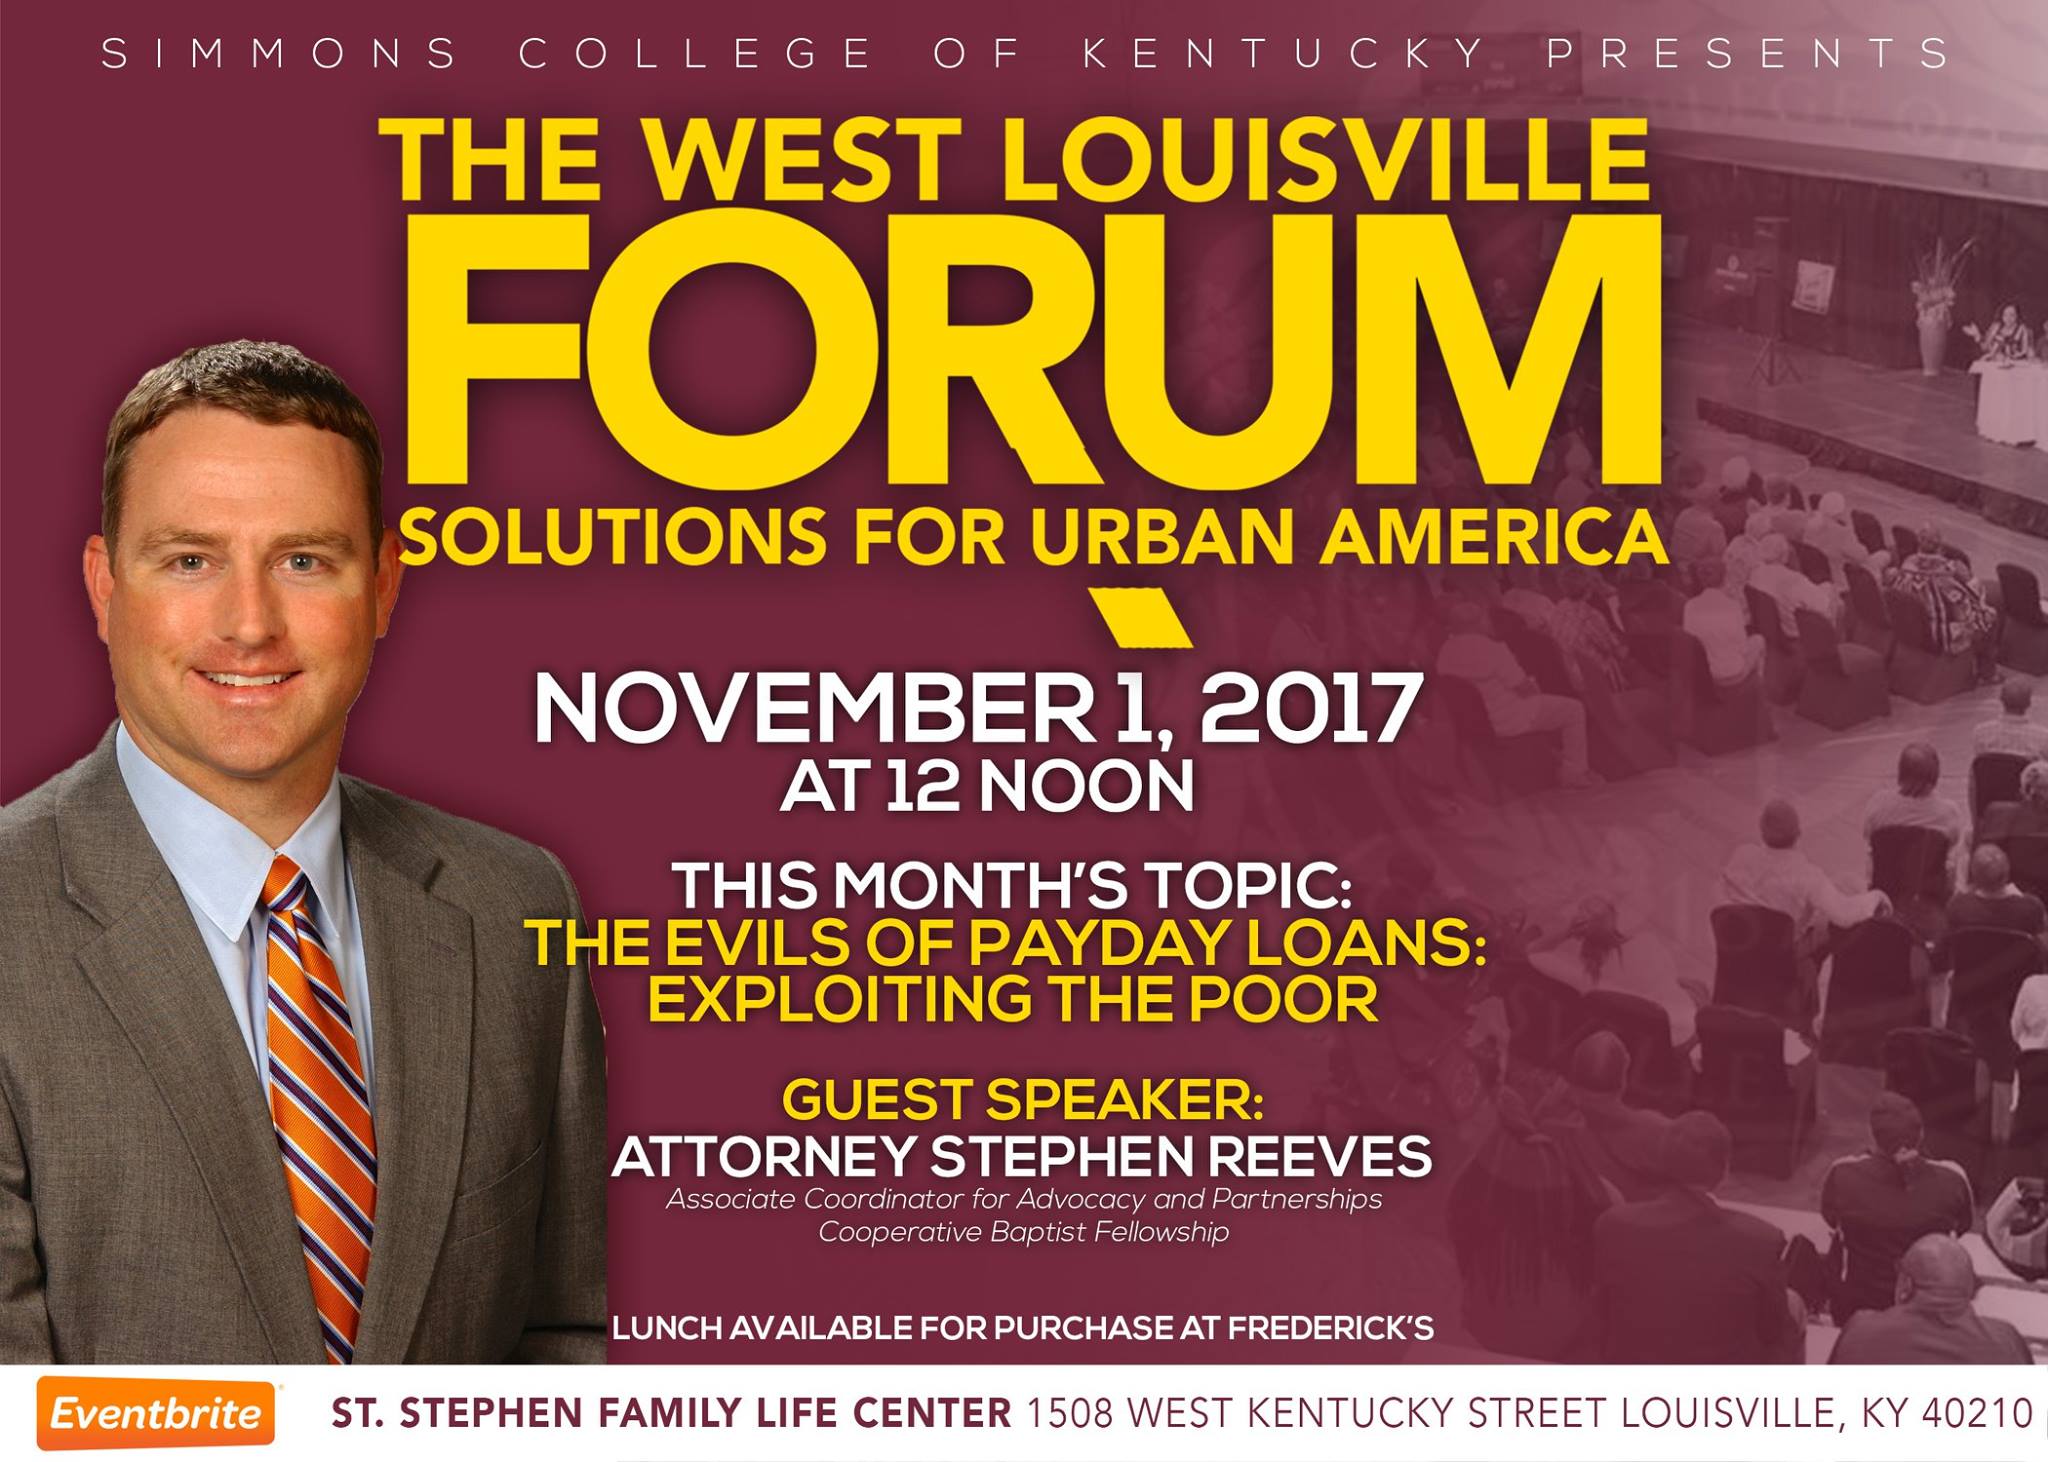 SIMMONS COLLEGE OF KENTUCKY PRESENTS
THE WEST LOUISVILLE
FORUM
SOLUTIONS FOR URBAN AMERICA
NOVEMBER 1, 2017
AT 12 NOON
THIS MONTH'S TOPIC:
THE EVILS OF PAYDAY LOANS:
EXPLOITING THE POOR
GUEST SPEAKER:
ATTORNEY STEPHEN REEVES
Associate Coordinator for Advocacy and Partnerships
Cooperative Baptist Fellowship
LUNCH AVAILABLE FOR PURCHASE AT FREDERICK'S
Eventbrite ST. STEPHEN FAMILY LIFE CENTER 1508 WEST KENTUCKY STREET LOUISVILLE, KY 40210